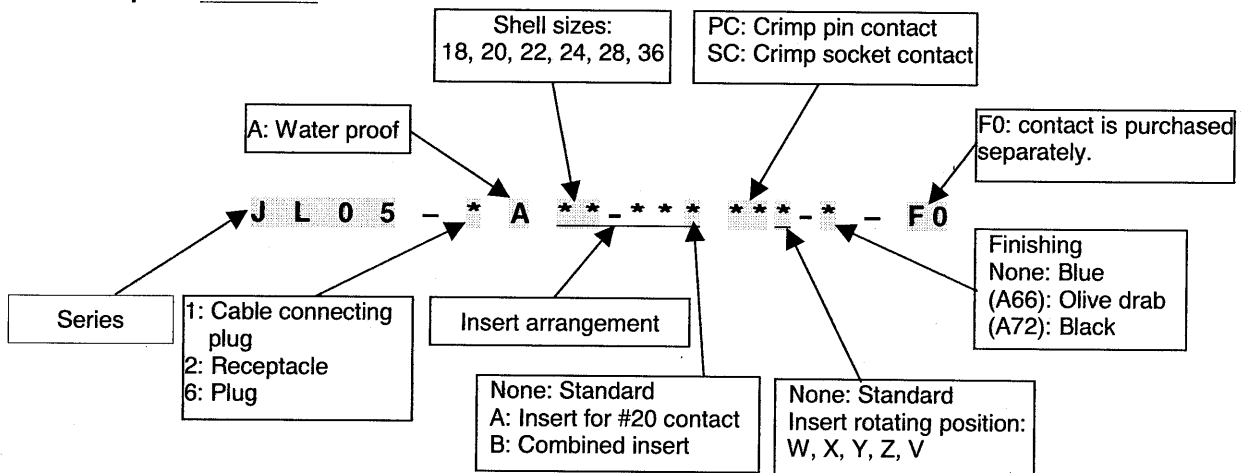 Shell sizes:
18, 20, 22, 24, 28, 36
PC: Crimp pin contact
SC: Crimp socket contact
A: Water proof
F0: contact is purchased
separately.
J L 0 5 – * A * * - * * * * * * - * – F0
Series
1: Cable connecting
plug
2: Receptacle
6: Plug
Insert arrangement
Finishing
None: Blue
(A66): Olive drab
(A72): Black
None: Standard
A: Insert for #20 contact
B: Combined insert
None: Standard
Insert rotating position:
W, X, Y, Z, V